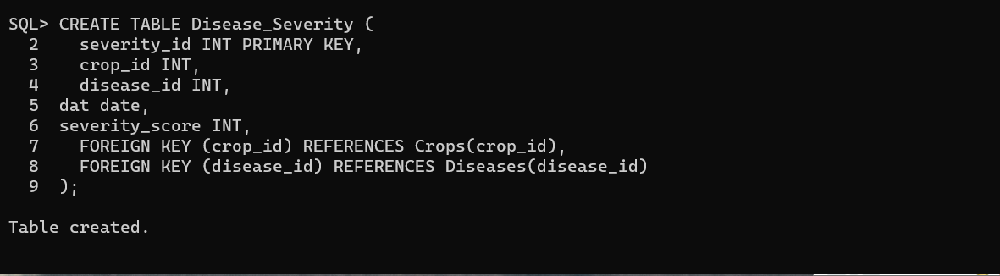 SQL> CREATE TABLE Disease_Severity (
  2    severity_id INT PRIMARY KEY,
  3    crop_id INT,
  4    disease_id INT,
  5  dat date,
  6  severity_score INT,
  7    FOREIGN KEY (crop_id) REFERENCES Crops(crop_id),
  8    FOREIGN KEY (disease_id) REFERENCES Diseases(disease_id)
  9  );
Table created.